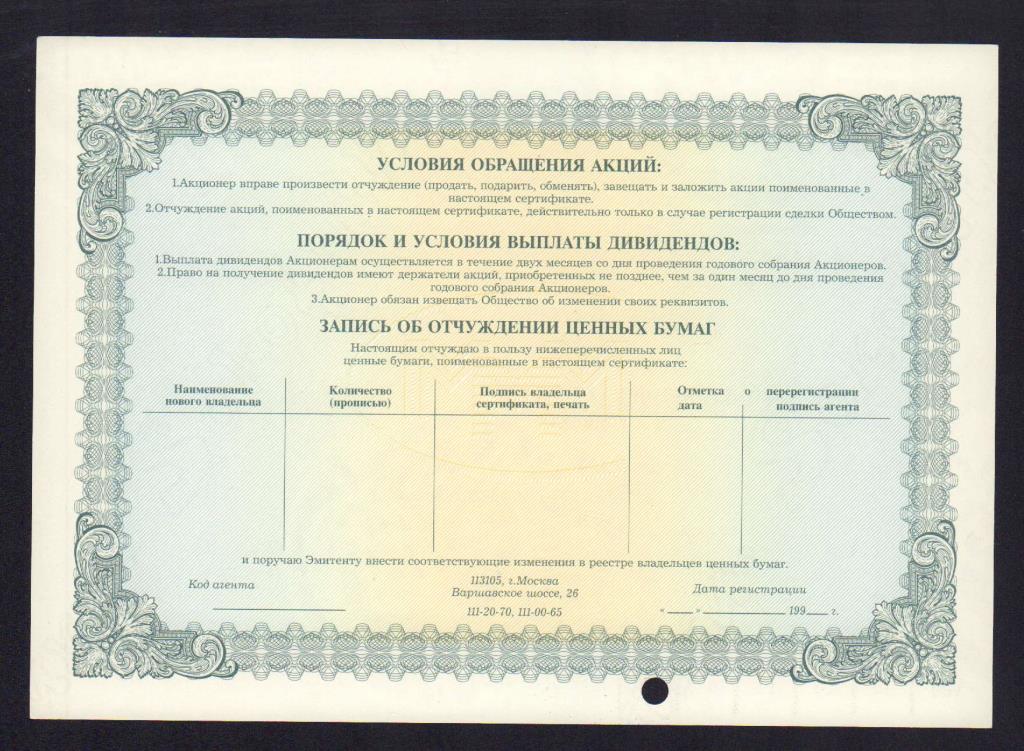 УСЛОВИЯ ОБРАЩЕНИЯ АКЦИЙ:
1.Акционер вправе произвести отчуждение (продать, подарить, обменять), завещать и заложить акции поименованные в
настоящем сертификате.
2.Отчуждение акций, поименованных в настоящем сертификате, действительно только в случае регистрации сделки Обществом.
ПОРЯДОК И УСЛОВИЯ ВЫПЛАТЫ ДИВИДЕНДОВ:
1.Выплата дивидендов Акционерам осуществляется в течение двух месяцев со дня проведения годового собрания Акционеров.
2.Право на получение дивидендов имеют держатели акций, приобретенных не позднее, чем за один месяц до дня проведения
годового собрания Акционеров.
3.Акционер обязан извещать Общество об изменении своих реквизитов.
ЗАПИСЬ ОБ ОТЧУЖДЕНИИ ЦЕННЫХ БУМАГ
Настоящим отчуждаю в пользу нижеперечисленных лиц
ценные бумаги, поименованные в настоящем сертификате:
Наименование Количество Подпись владельца Отметка о перерегистрации
нового владельца (прописью) сертификата, печать дата подпись агента
и поручаю Эмитенту внести соответствующие изменения в реестре владельцев ценных бумаг.
Код агента 113105, г.Москва Дата регистрации
Варшавское шоссе, 26
111-20-70, 111-00-65 «___» ________ 199__ г.